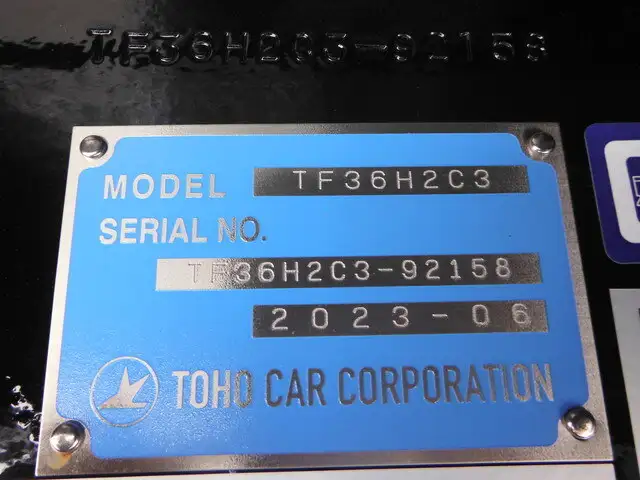 TF36H2C3-92158
MODEL TF36H2C3
SERIAL NO.
TF36H2C3-92158
2023-06
TOHO CAR CORPORATION